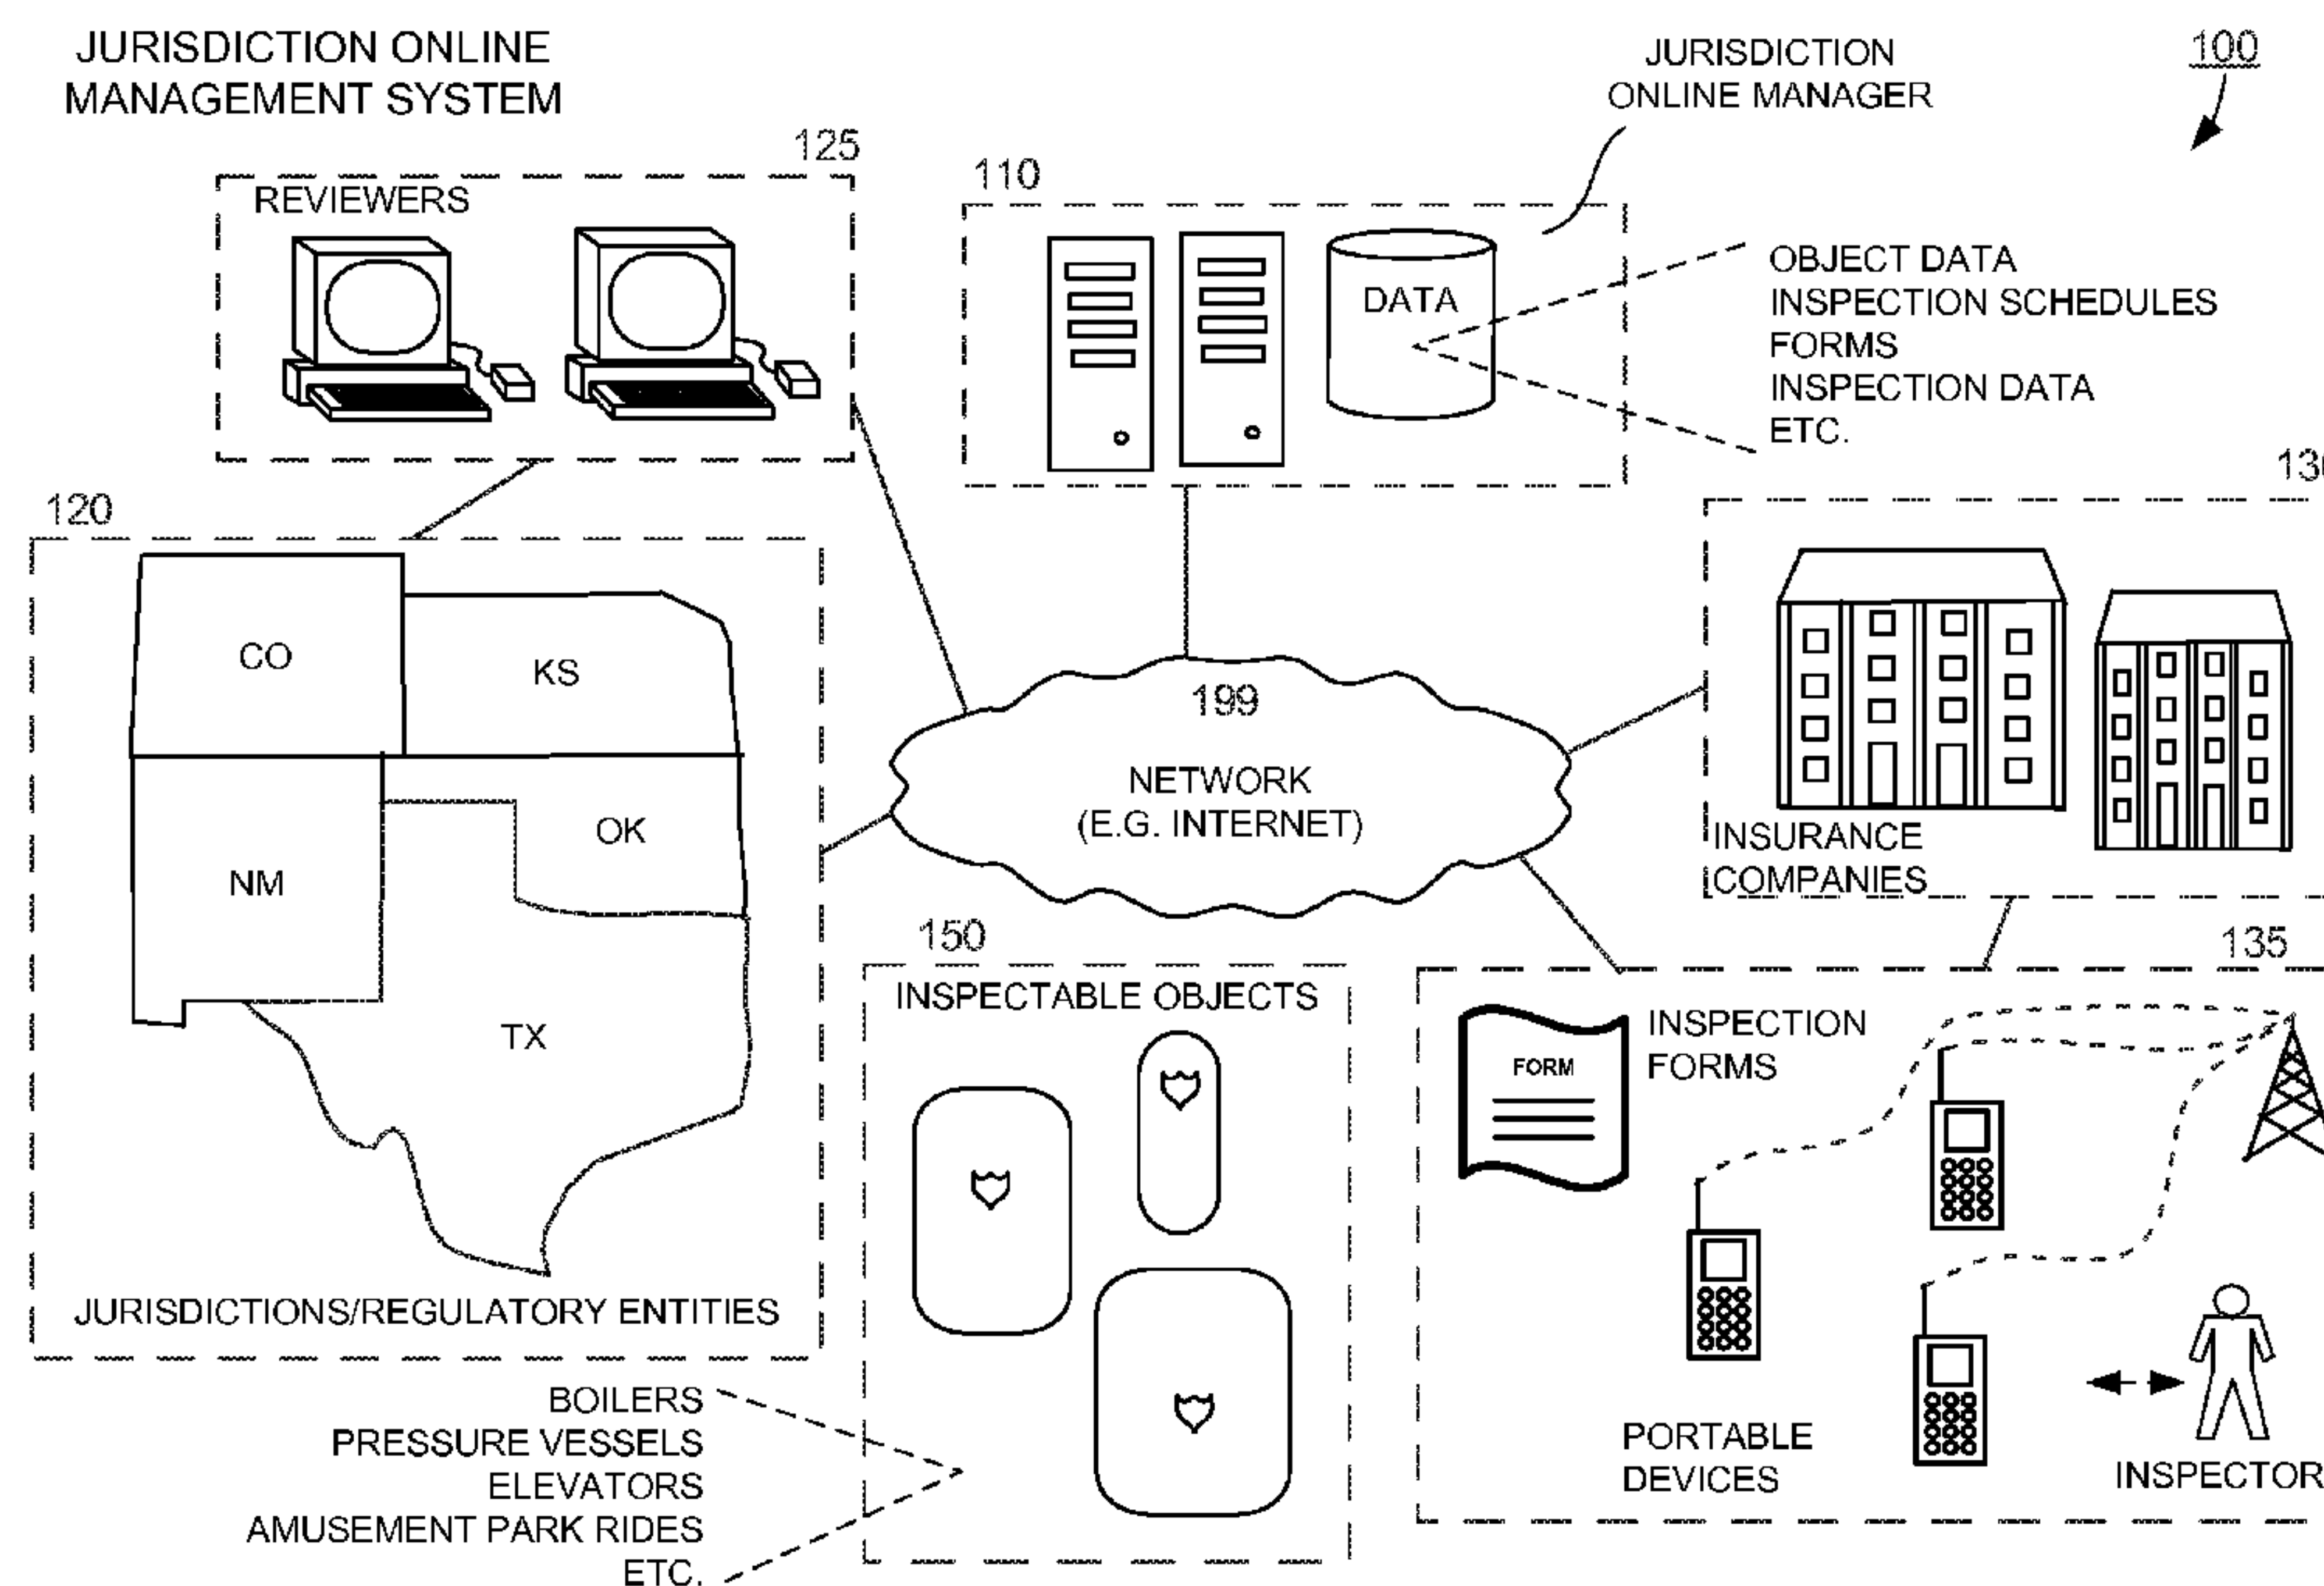 JURISDICTION ONLINE
MANAGEMENT SYSTEM
JURISDICTION
ONLINE MANAGER
100
125
REVIEWERS
110
DATA
OBJECT DATA
INSPECTION SCHEDULES
FORMS
INSPECTION DATA
ETC.
120
CO
KS
NM
OK
TX
JURISDICTIONS/REGULATORY ENTITIES
199
NETWORK
(E.G. INTERNET)
INSURANCE
COMPANIES
150
INSPECTABLE OBJECTS
BOILERS
PRESSURE VESSELS
ELEVATORS
AMUSEMENT PARK RIDES
ETC.
135
FORM
INSPECTION
FORMS
PORTABLE
DEVICES
INSPECTOR